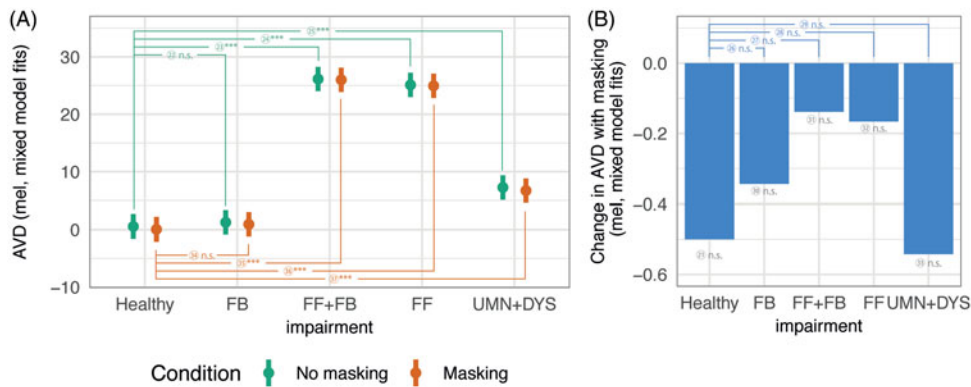 (A)
AVD (mel, mixed model fits)
30
20
10
0
−10
n.s.
n.s.
Healthy FB FF+FB FF UMN+DYS
impairment
Condition No masking Masking
(B)
Change in AVD with masking
(mel, mixed model fits)
0.0
−0.2
−0.4
−0.6
n.s.
n.s.
n.s.
n.s.
n.s.
n.s.
n.s.
n.s.
n.s.
Healthy FB FF+FB FF UMN+DYS
impairment